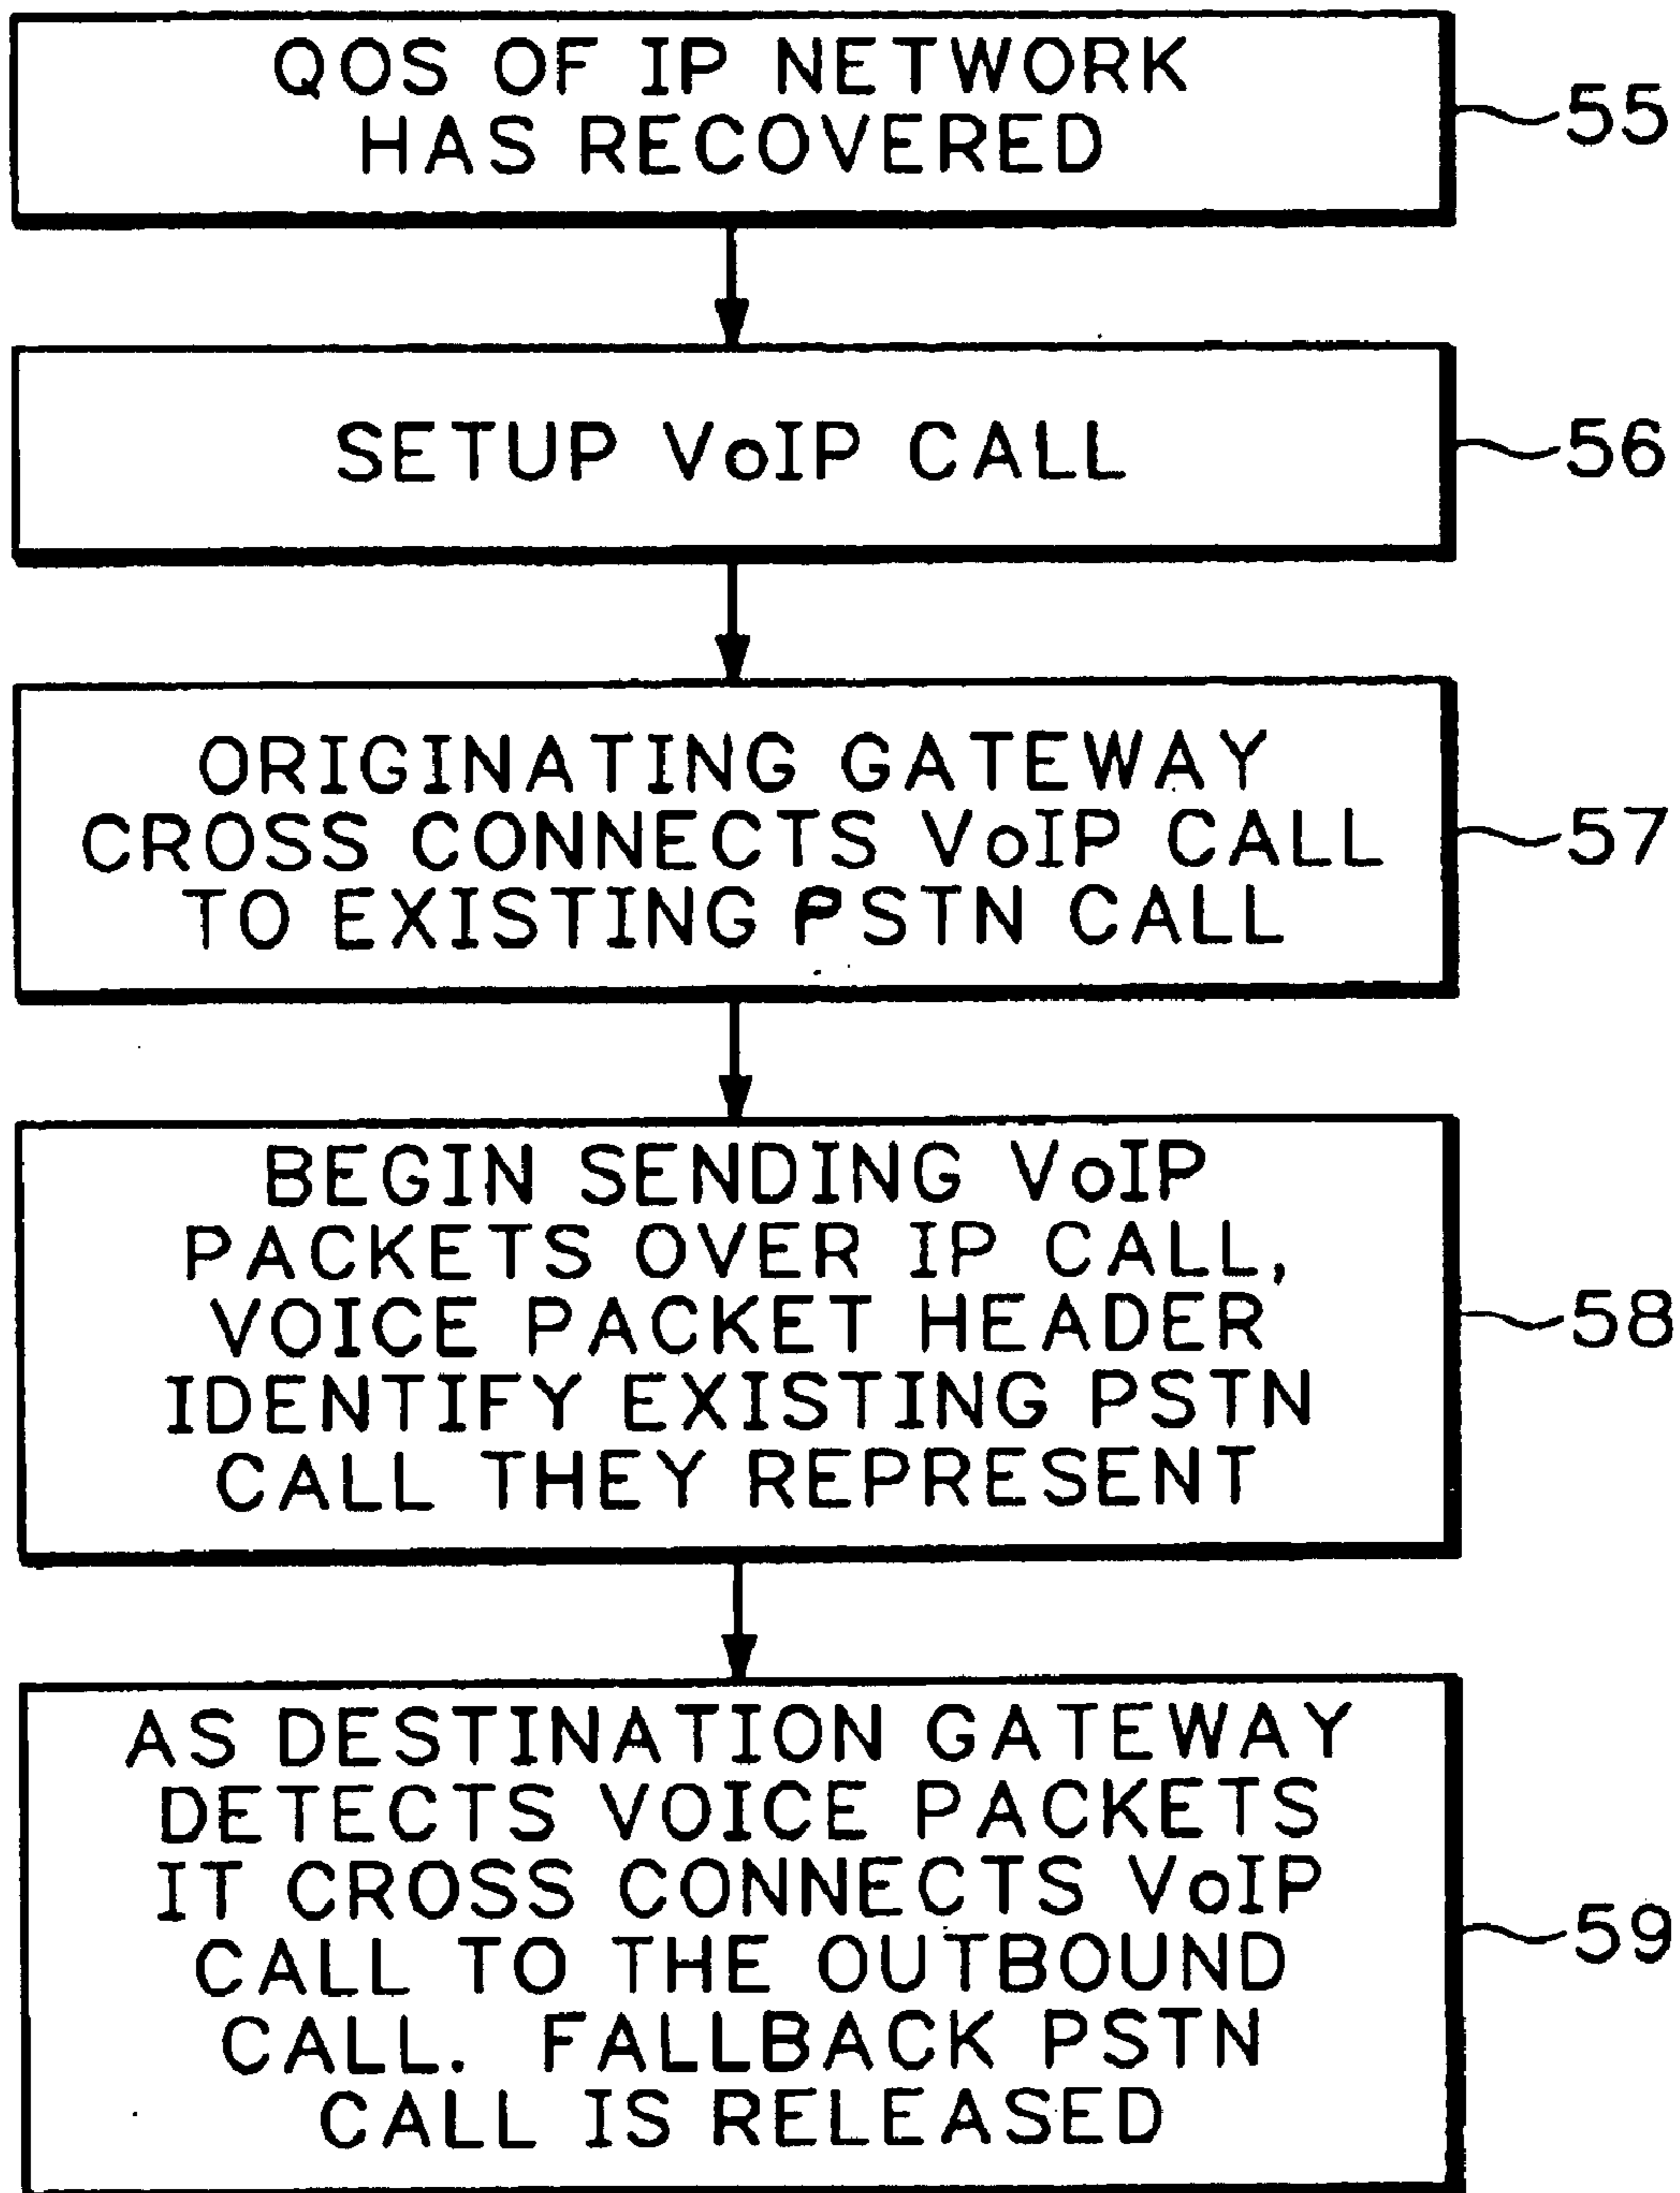 QOS OF IP NETWORK
HAS RECOVERED
55
SETUP VoIP CALL
56
ORIGINATING GATEWAY
CROSS CONNECTS VoIP CALL
TO EXISTING PSTN CALL
57
BEGIN SENDING VoIP
PACKETS OVER IP CALL,
VOICE PACKET HEADER
IDENTIFY EXISTING PSTN
CALL THEY REPRESENT
58
AS DESTINATION GATEWAY
DETECTS VOICE PACKETS
IT CROSS CONNECTS VoIP
CALL TO THE OUTBOUND
CALL. FALLBACK PSTN
CALL IS RELEASED
59